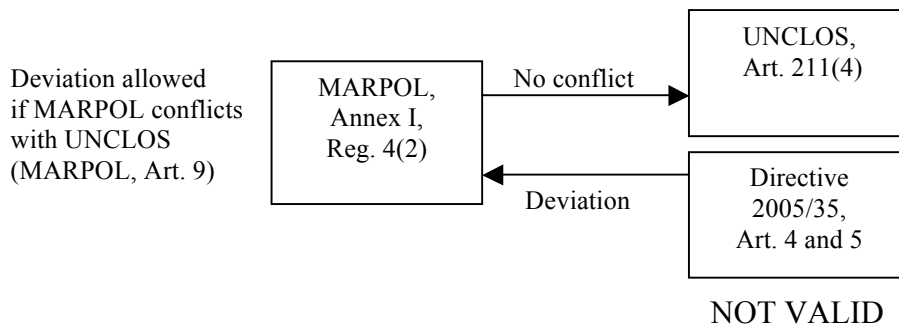 Deviation allowed
if MARPOL conflicts
with UNCLOS
(MARPOL, Art. 9)
MARPOL,
Annex I,
Reg. 4(2)
No conflict
Deviation
UNCLOS,
Art. 211(4)
Directive
2005/35,
Art. 4 and 5
NOT VALID